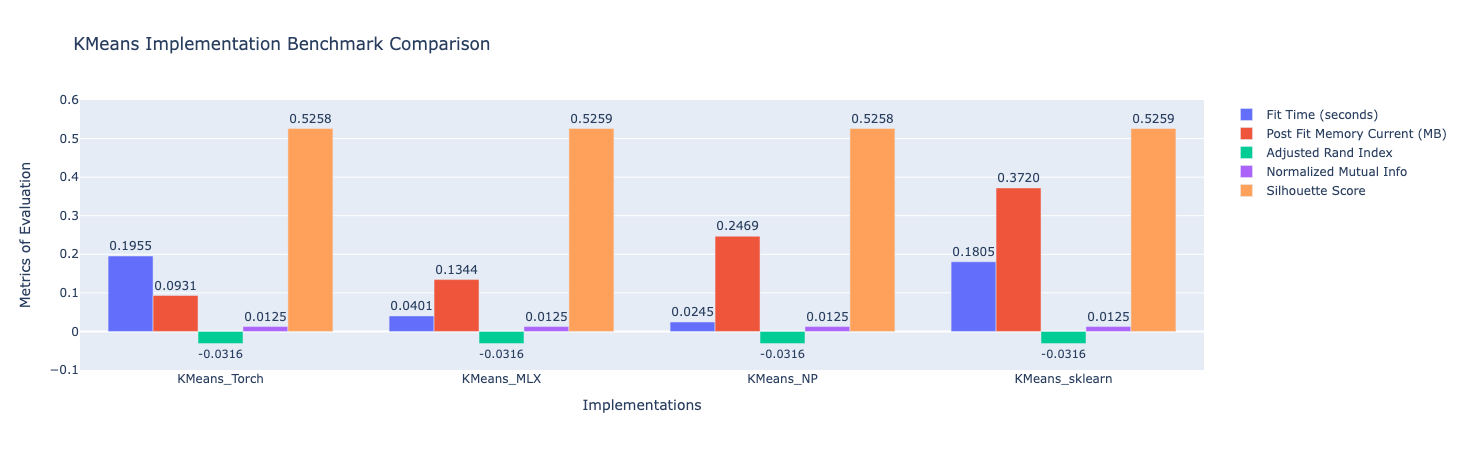 KMeans Implementation Benchmark Comparison
Metrics of Evaluation
0.6
0.5
0.4
0.3
0.2
0.1
0
−0.1
0.1955
0.0931
-0.0316
0.0125
0.5258
0.0401
0.1344
-0.0316
0.0125
0.5259
0.0245
0.2469
-0.0316
0.0125
0.5258
0.1805
0.3720
-0.0316
0.0125
0.5259
KMeans_Torch
KMeans_MLX
KMeans_NP
KMeans_sklearn
Implementations
Fit Time (seconds)
Post Fit Memory Current (MB)
Adjusted Rand Index
Normalized Mutual Info
Silhouette Score